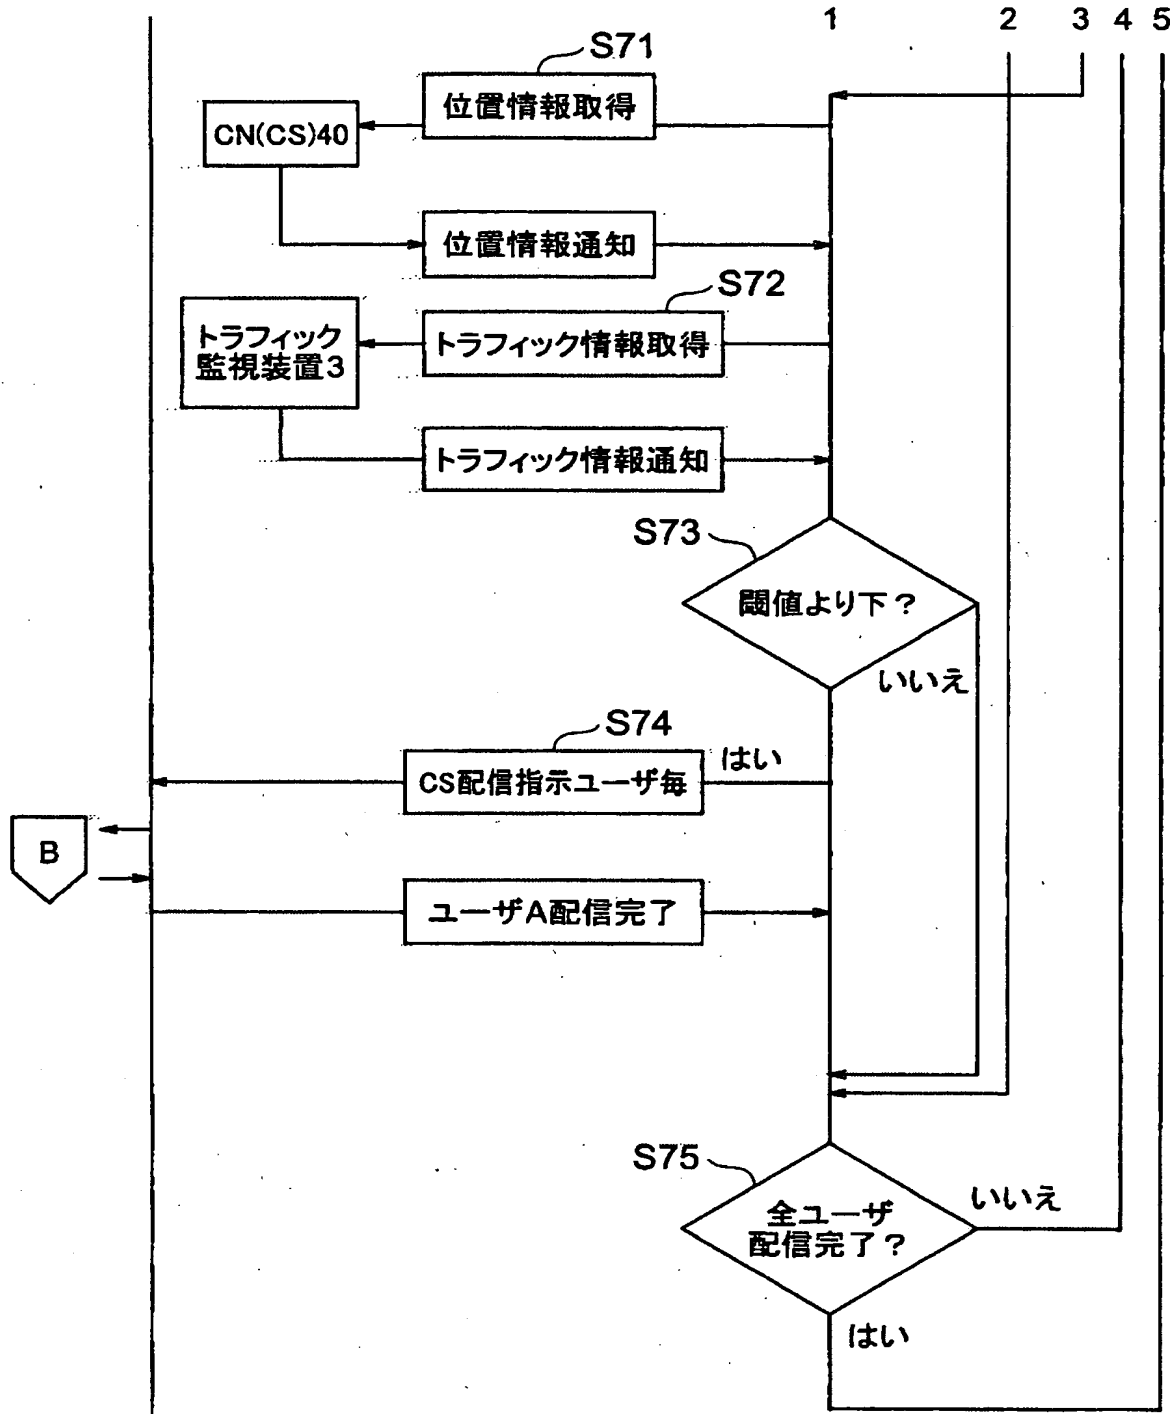 1 2 3 4 5
S71
位置情報取得
CN(CS)40
位置情報通知
S72
トラフィック
監視装置3
トラフィック情報取得
トラフィック情報通知
S73
閾値より下?
いいえ
S74
CS配信指示ユーザ毎
はい
B
ユーザA配信完了
S75
全ユーザ
配信完了?
いいえ
はい